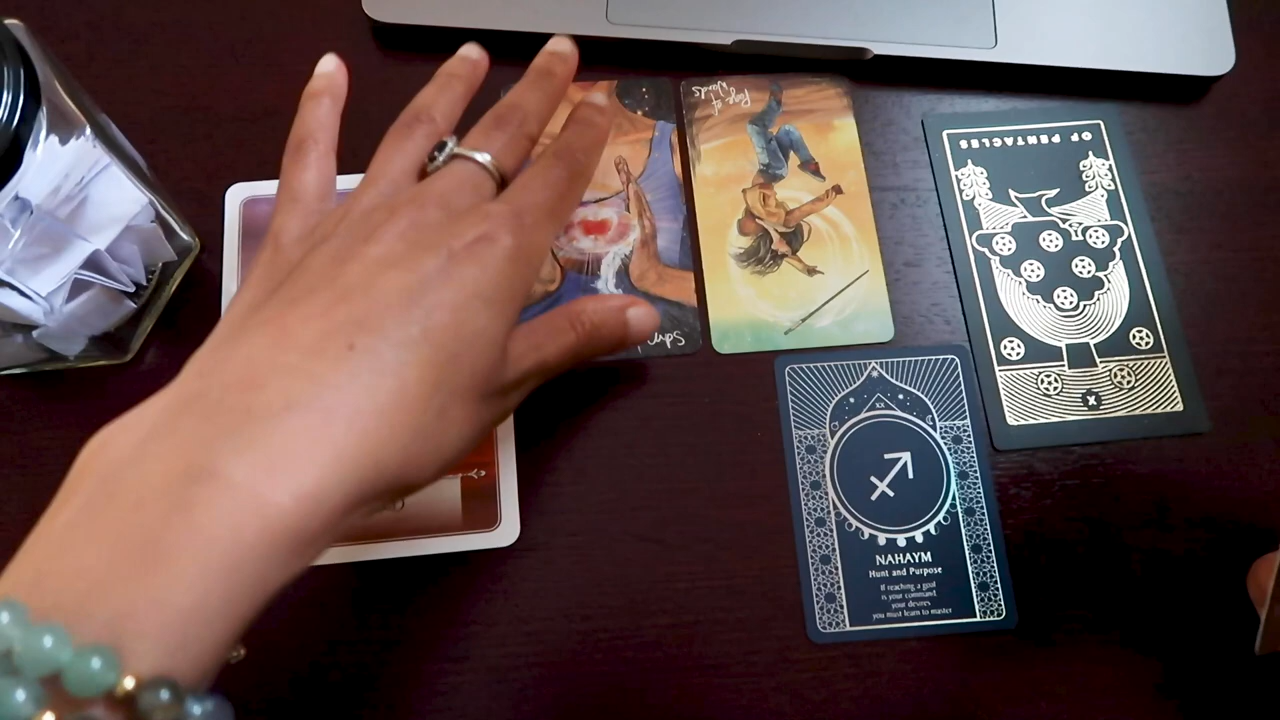 Page of
Wands
OF PENTACLES
X
XI
NAHAYM
Hunt and Purpose
If reaching a goal
is your command,
your desires
you must learn to master